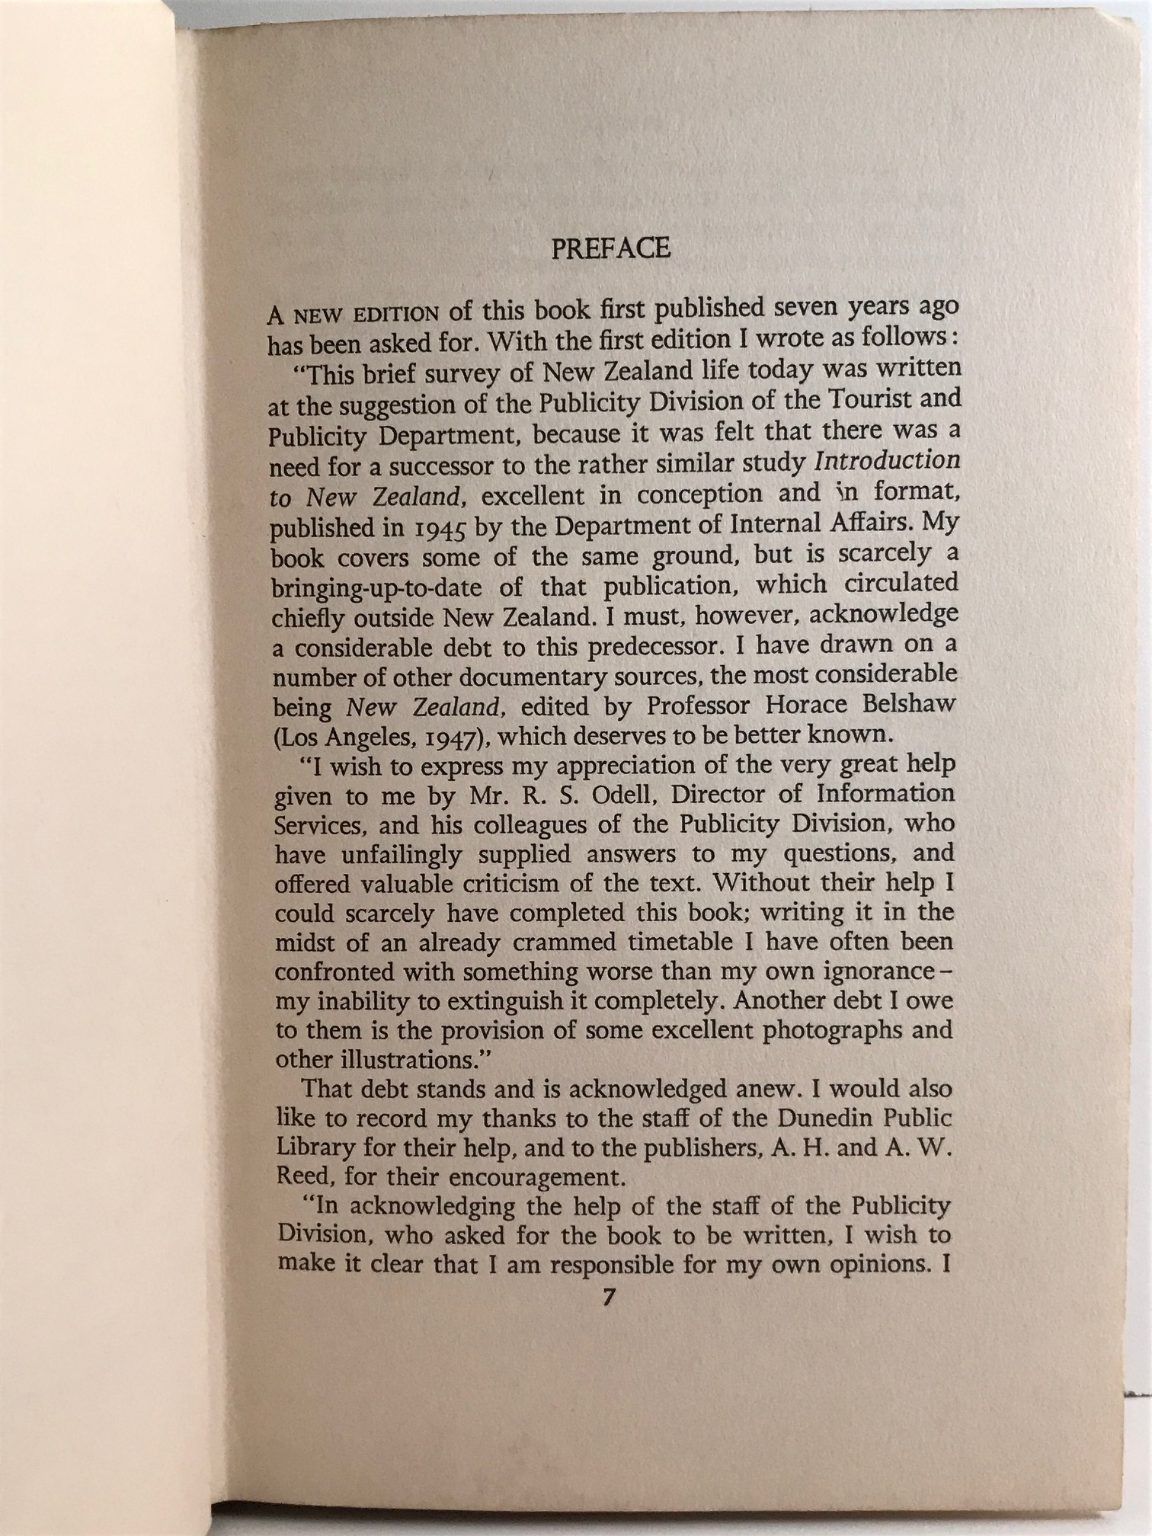 PREFACE
A NEW EDITION of this book first published seven years ago
has been asked for. With the first edition I wrote as follows:
“This brief survey of New Zealand life today was written
at the suggestion of the Publicity Division of the Tourist and
Publicity Department, because it was felt that there was a
need for a successor to the rather similar study Introduction
to New Zealand, excellent in conception and in format,
published in 1945 by the Department of Internal Affairs. My
book covers some of the same ground, but is scarcely a
bringing-up-to-date of that publication, which circulated
chiefly outside New Zealand. I must, however, acknowledge
a considerable debt to this predecessor. I have drawn on a
number of other documentary sources, the most considerable
being New Zealand, edited by Professor Horace Belshaw
(Los Angeles, 1947), which deserves to be better known.
“I wish to express my appreciation of the very great help
given to me by Mr. R. S. Odell, Director of Information
Services, and his colleagues of the Publicity Division, who
have unfailingly supplied answers to my questions, and
offered valuable criticism of the text. Without their help I
could scarcely have completed this book; writing it in the
midst of an already crammed timetable I have often been
confronted with something worse than my own ignorance–
my inability to extinguish it completely. Another debt I owe
to them is the provision of some excellent photographs and
other illustrations.”
That debt stands and is acknowledged anew. I would also
like to record my thanks to the staff of the Dunedin Public
Library for their help, and to the publishers, A. H. and A. W.
Reed, for their encouragement.
“In acknowledging the help of the staff of the Publicity
Division, who asked for the book to be written, I wish to
make it clear that I am responsible for my own opinions. I
7